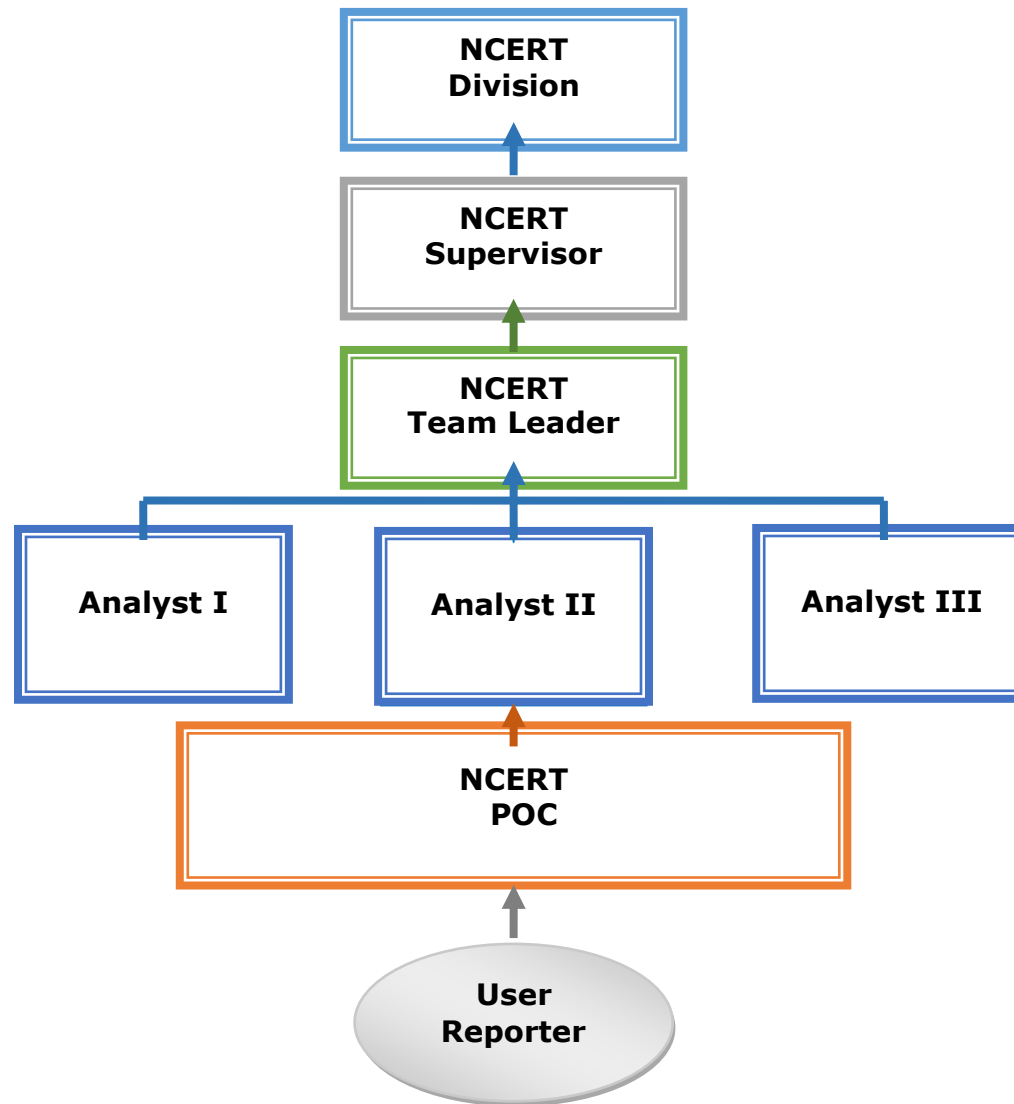 NCERT
Division
NCERT
Supervisor
NCERT
Team Leader
Analyst I
Analyst II
Analyst III
NCERT
POC
User
Reporter